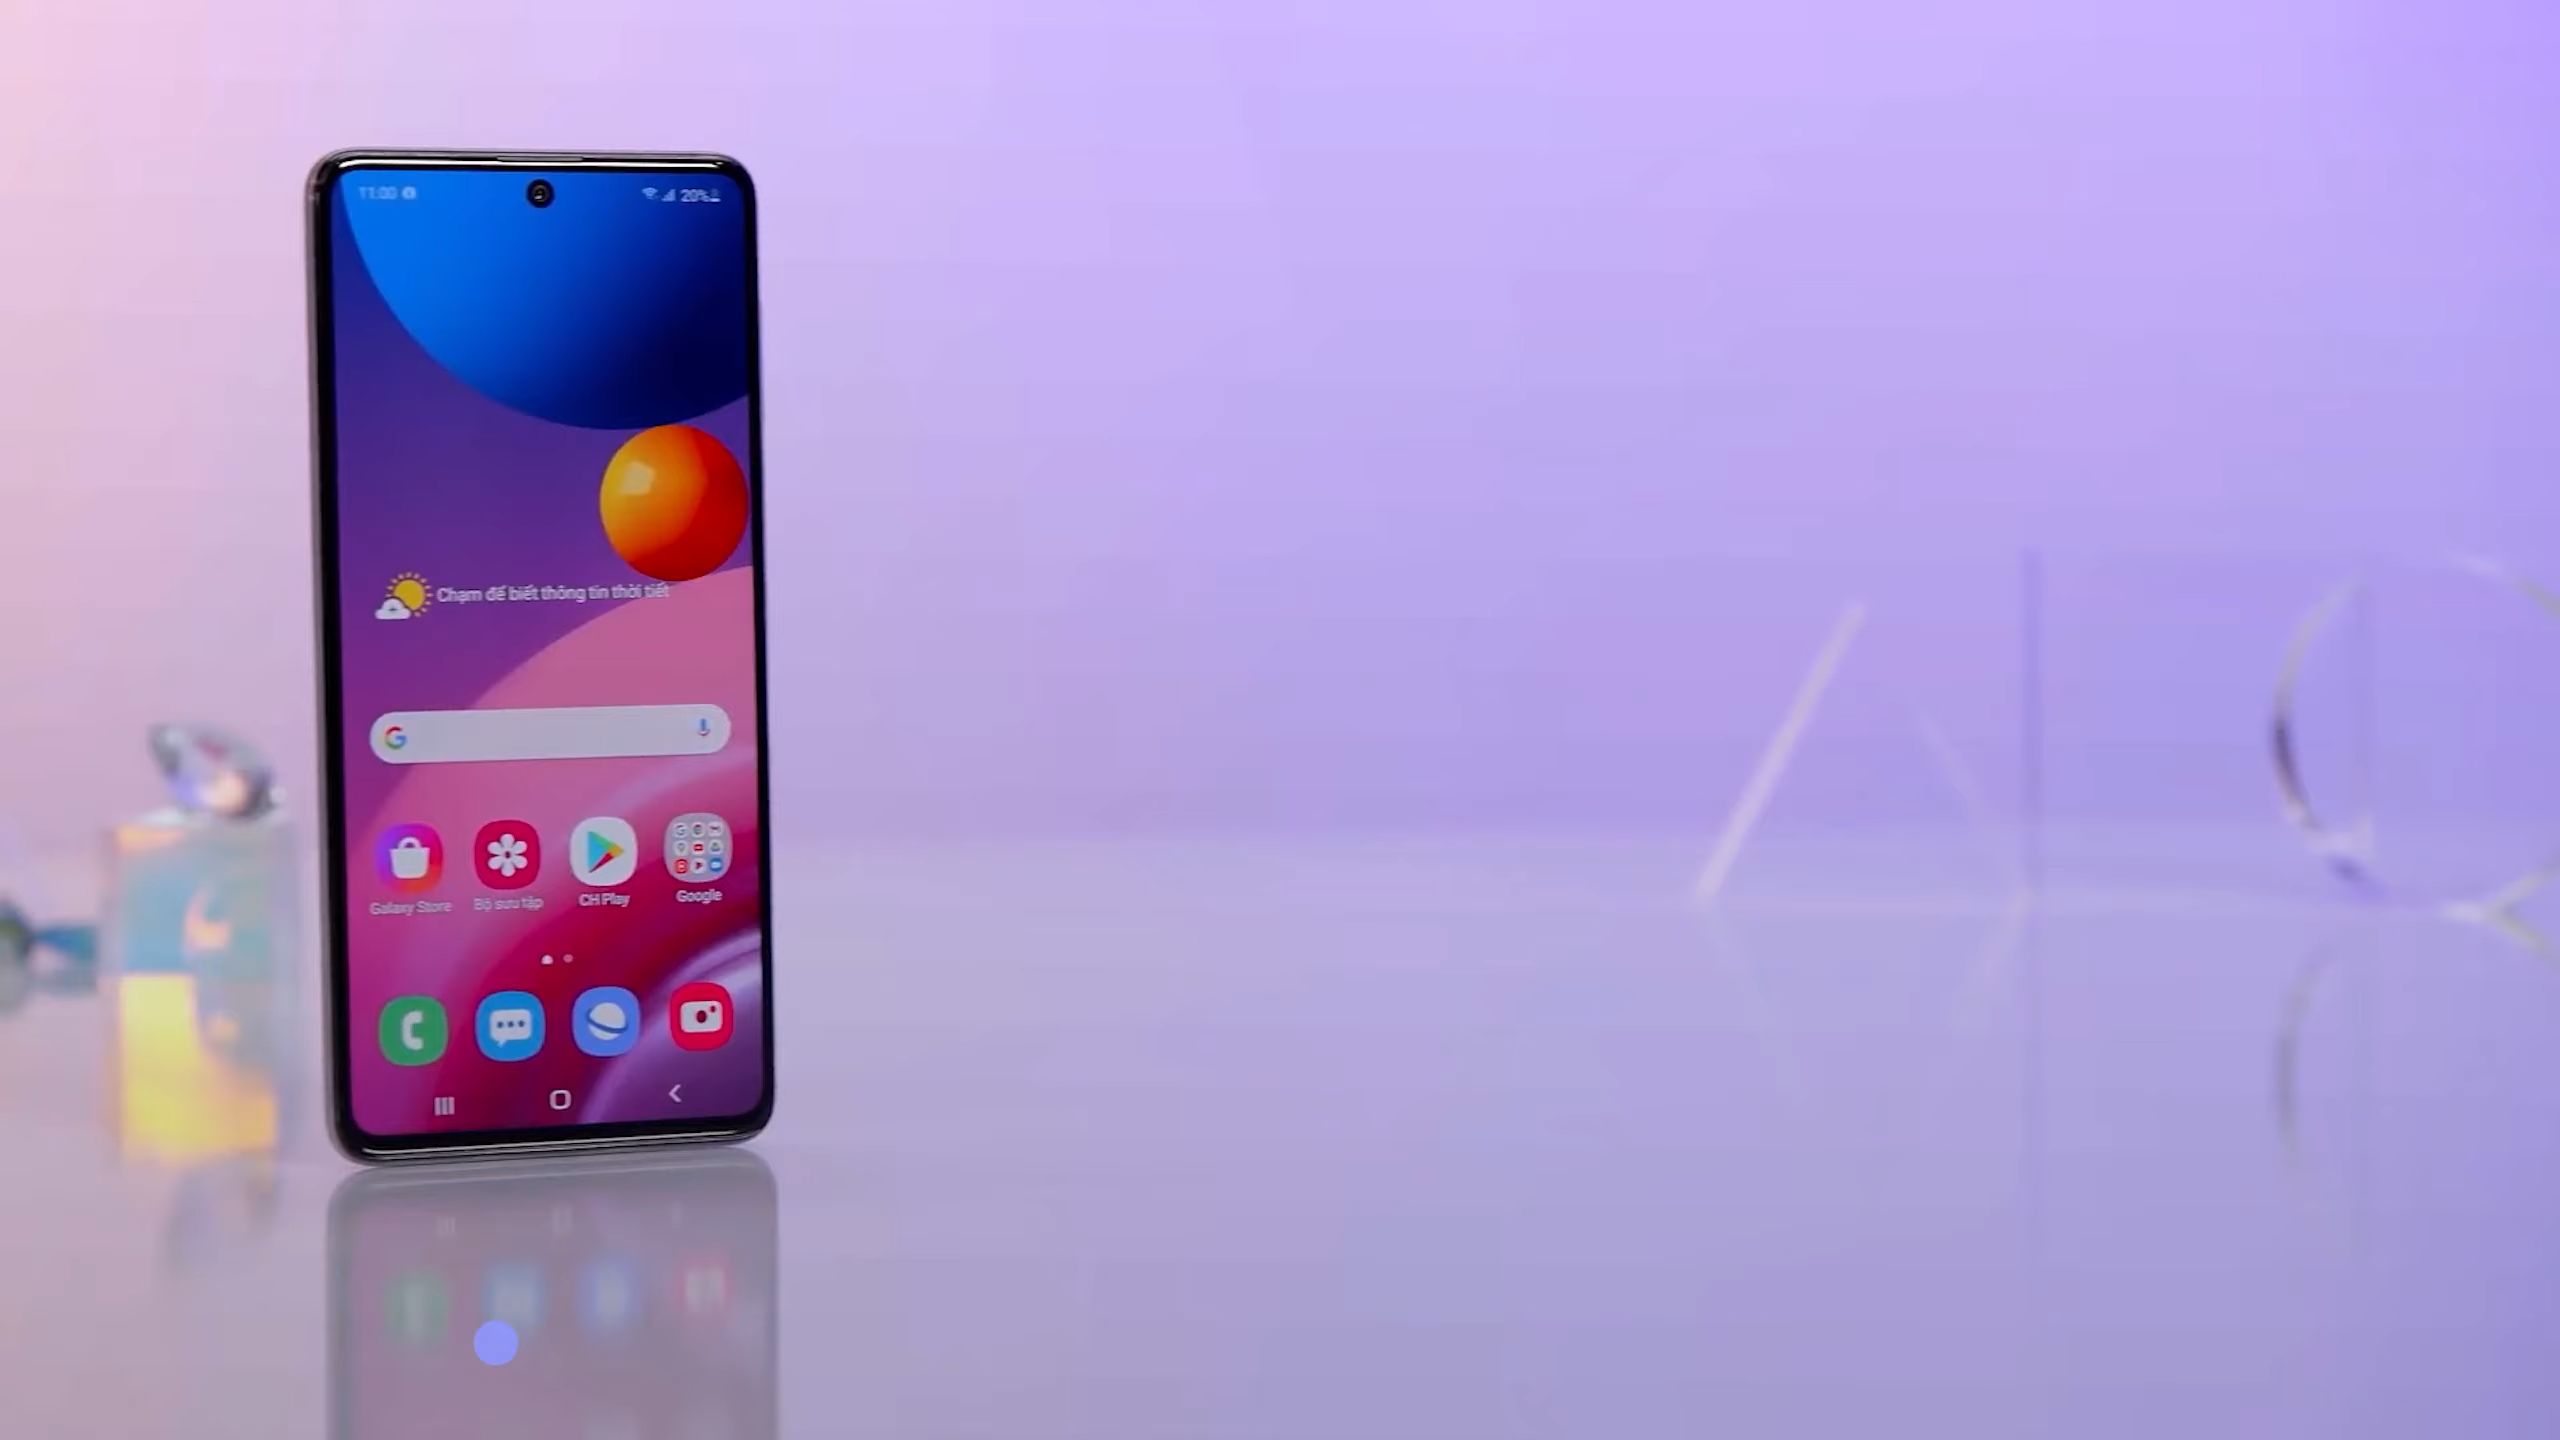 11:00
20%
Chạm để biết thông tin thời tiết
G
Galaxy Store
Bộ sưu tập
CH Play
Google